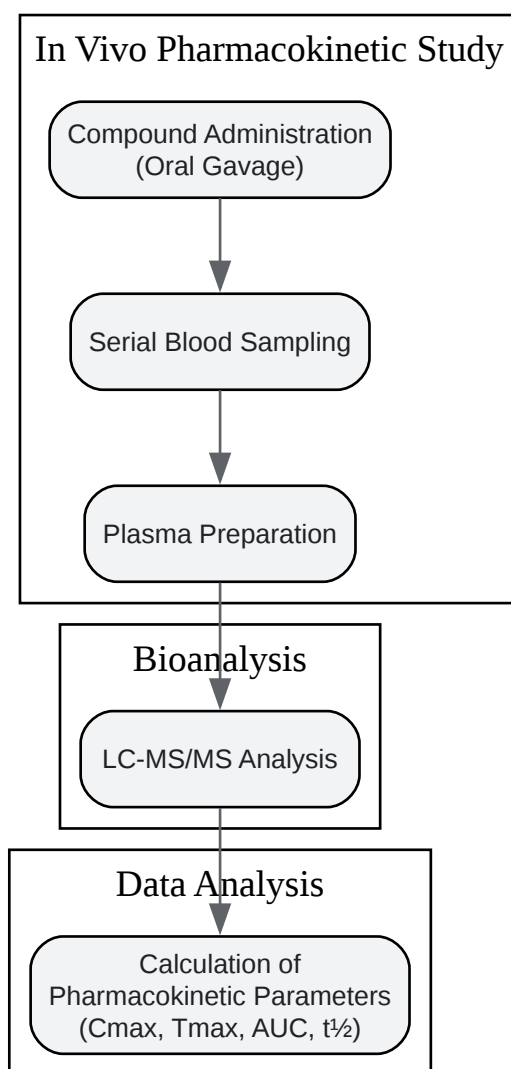 In Vivo Pharmacokinetic Study
Compound Administration
(Oral Gavage)
Serial Blood Sampling
Plasma Preparation
Bioanalysis
LC-MS/MS Analysis
Data Analysis
Calculation of
Pharmacokinetic Parameters
(Cmax, Tmax, AUC, t½)